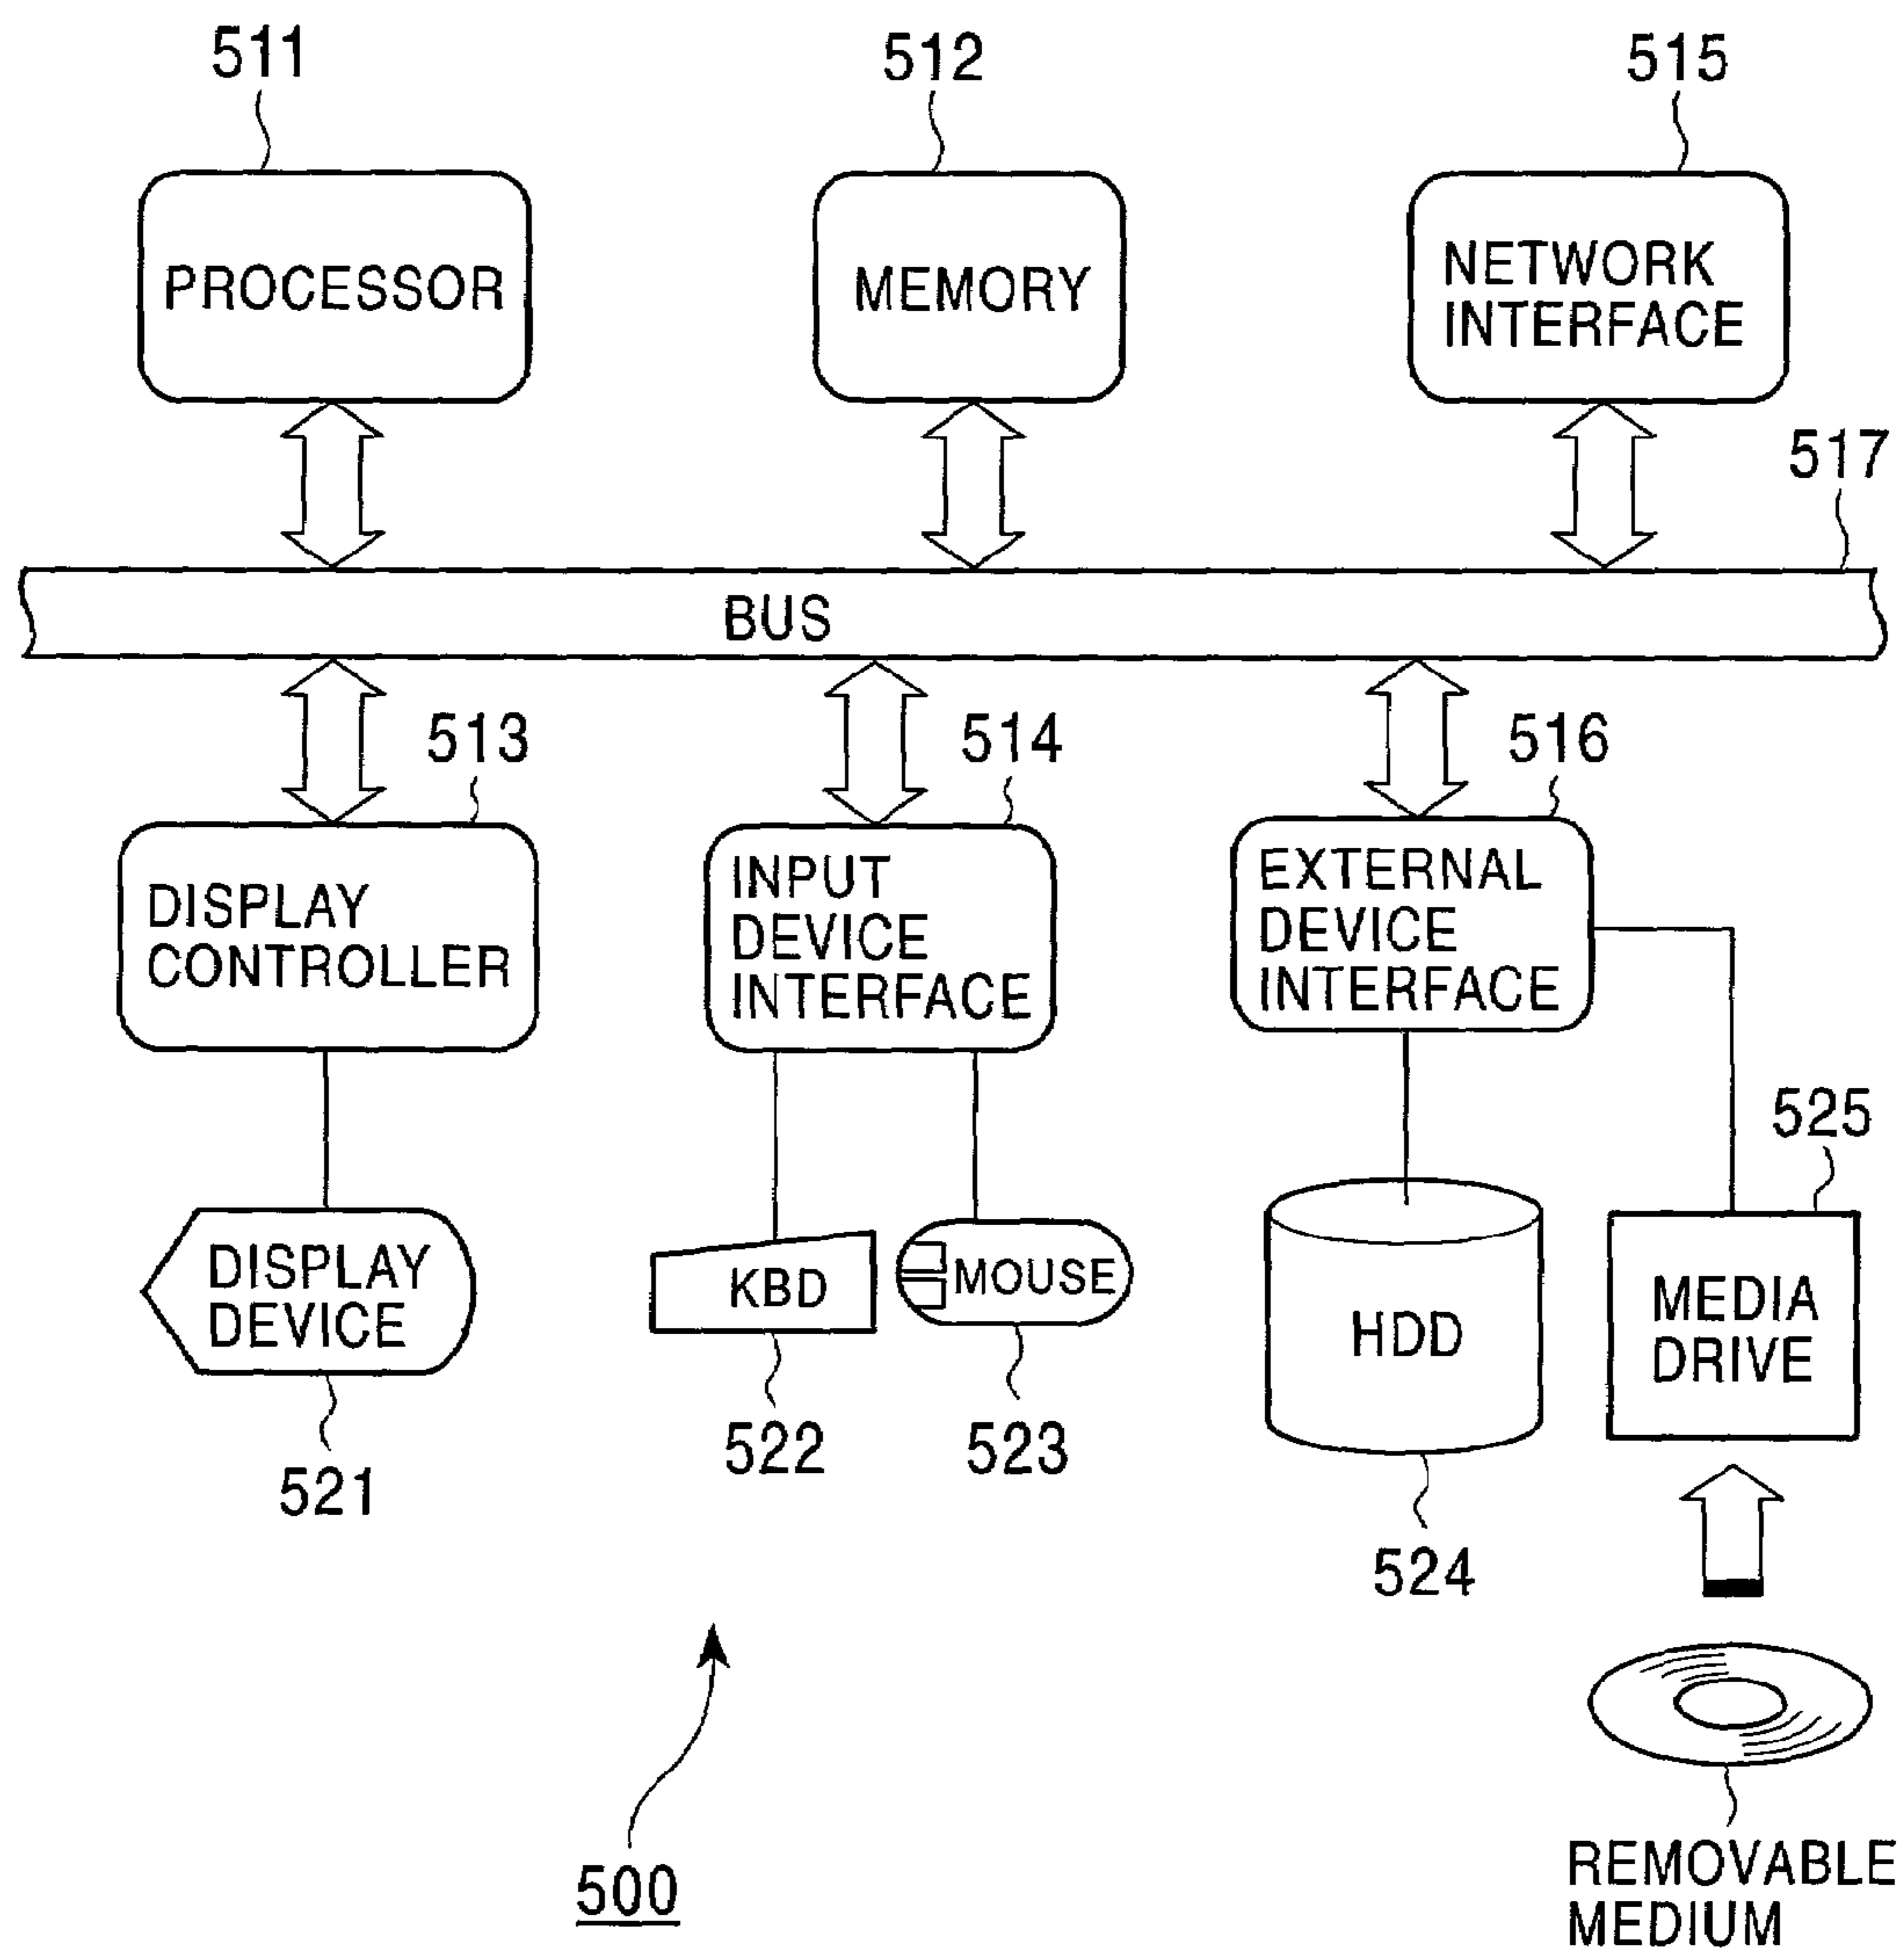 511
512
515
PROCESSOR
MEMORY
NETWORK
INTERFACE
517
BUS
513
514
516
DISPLAY
CONTROLLER
INPUT
DEVICE
INTERFACE
EXTERNAL
DEVICE
INTERFACE
525
DISPLAY
DEVICE
KBD
MOUSE
HDD
MEDIA
DRIVE
521
522
523
524
500
REMOVABLE
MEDIUM